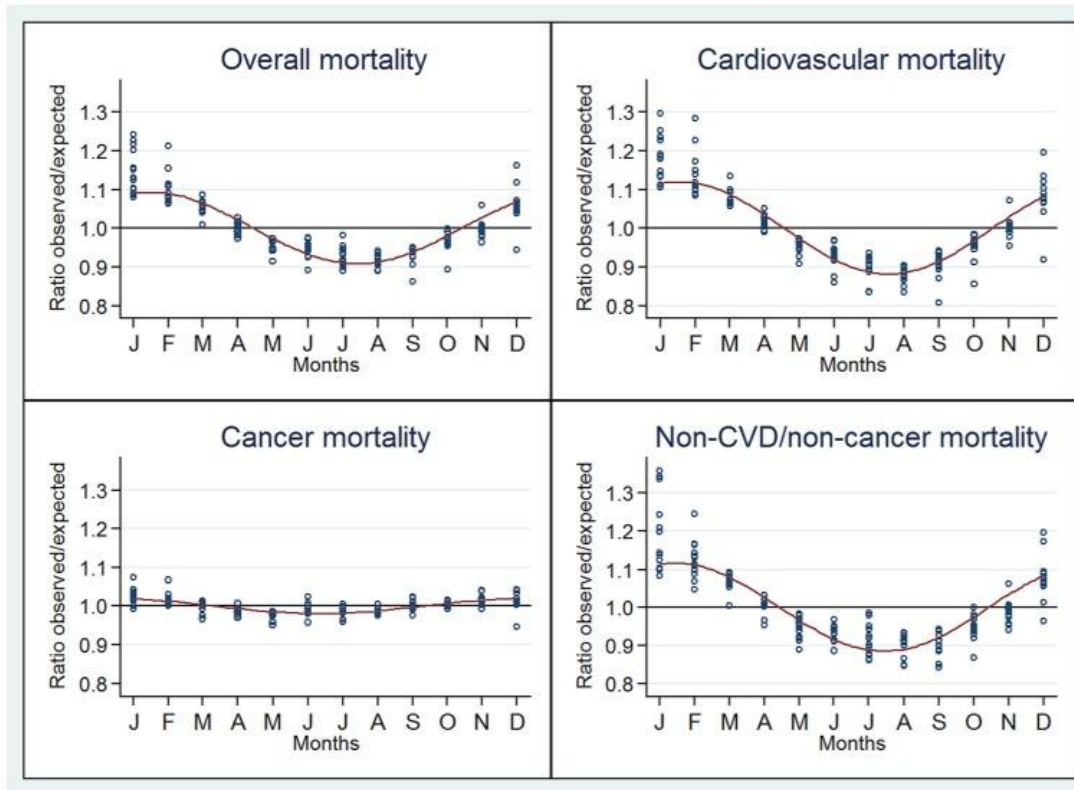 Overall mortality
Ratio observed/expected
1.3
1.2
1.1
1.0
0.9
0.8
J F M A M J J A S O N D
Months
Cardiovascular mortality
Ratio observed/expected
1.3
1.2
1.1
1.0
0.9
0.8
J F M A M J J A S O N D
Months
Cancer mortality
Ratio observed/expected
1.3
1.2
1.1
1.0
0.9
0.8
J F M A M J J A S O N D
Months
Non-CVD/non-cancer mortality
Ratio observed/expected
1.3
1.2
1.1
1.0
0.9
0.8
J F M A M J J A S O N D
Months